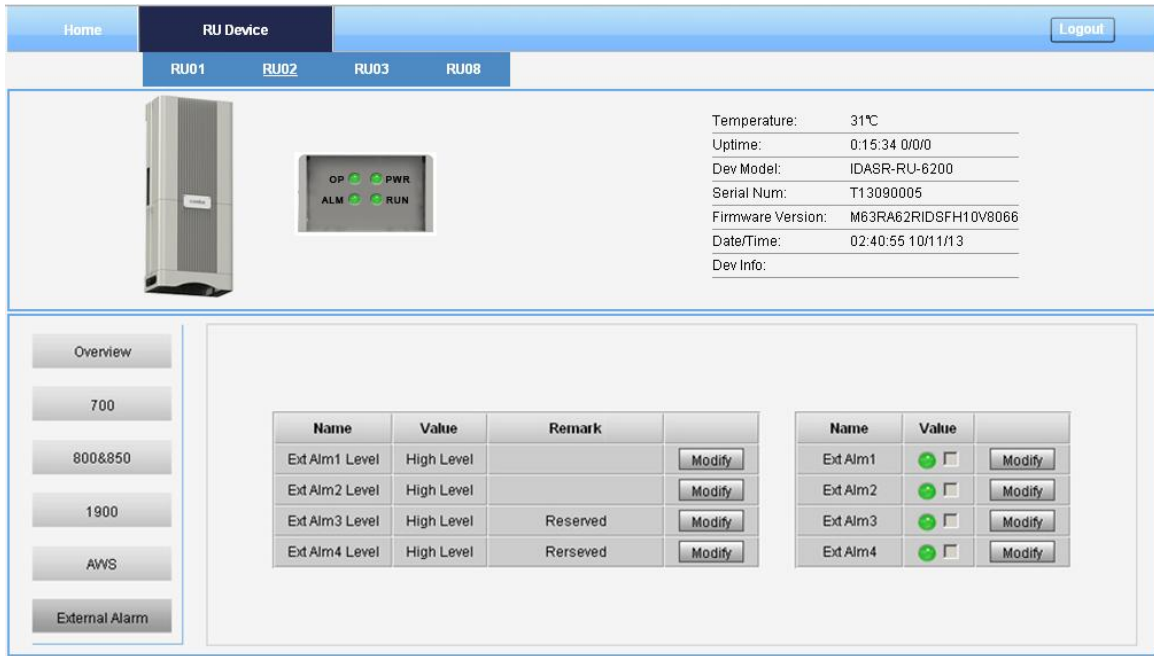 Home RU Device Logout
RU01 RU02 RU03 RU08
OP PWR
ALM RUN
Temperature: 31℃
Uptime: 0:15:34 0/0/0
Dev Model: IDASR-RU-6200
Serial Num: T13090005
Firmware Version: M63RA62RIDSFH10V8066
Date/Time: 02:40:55 10/11/13
Dev Info:
Overview
700
800&850
1900
AWS
External Alarm
Name Value Remark
Ext Alm1 Level High Level Modify
Ext Alm2 Level High Level Modify
Ext Alm3 Level High Level Reserved Modify
Ext Alm4 Level High Level Rerseved Modify
Name Value
Ext Alm1 Modify
Ext Alm2 Modify
Ext Alm3 Modify
Ext Alm4 Modify